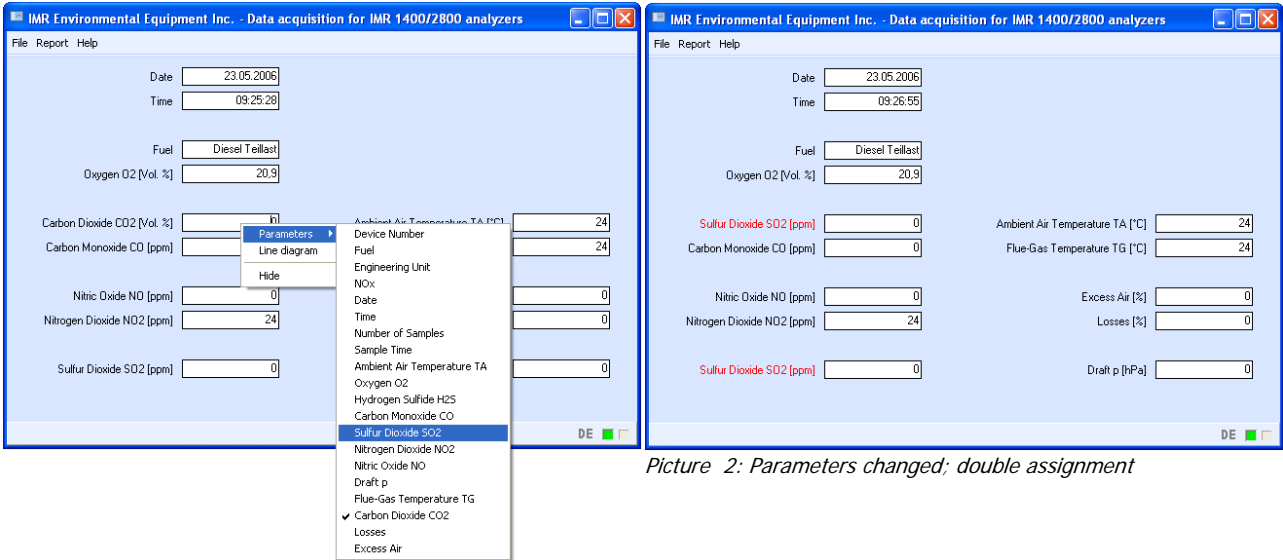 IMR Environmental Equipment Inc. - Data acquisition for IMR 1400/2800 analyzers
File Report Help
Date 23.05.2006
Time 09:25:28
Fuel Diesel Teillast
Oxygen O2 [Vol. %] 20,9
Carbon Dioxide CO2 [Vol. %] 0 Ambient Air Temperature TA [°C] 24
Carbon Monoxide CO [ppm] 24
Nitric Oxide NO [ppm] 0 0
Nitrogen Dioxide NO2 [ppm] 24 0
Sulfur Dioxide SO2 [ppm] 0 0
DE
Parameters
Line diagram
Hide
Device Number
Fuel
Engineering Unit
NOx
Date
Time
Number of Samples
Sample Time
Ambient Air Temperature TA
Oxygen O2
Hydrogen Sulfide H2S
Carbon Monoxide CO
Sulfur Dioxide SO2
Nitrogen Dioxide NO2
Nitric Oxide NO
Draft p
Flue-Gas Temperature TG
Carbon Dioxide CO2
Losses
Excess Air
IMR Environmental Equipment Inc. - Data acquisition for IMR 1400/2800 analyzers
File Report Help
Date 23.05.2006
Time 09:26:55
Fuel Diesel Teillast
Oxygen O2 [Vol. %] 20,9
Sulfur Dioxide SO2 [ppm] 0 Ambient Air Temperature TA [°C] 24
Carbon Monoxide CO [ppm] 0 Flue-Gas Temperature TG [°C] 24
Nitric Oxide NO [ppm] 0 Excess Air [%] 0
Nitrogen Dioxide NO2 [ppm] 24 Losses [%] 0
Sulfur Dioxide SO2 [ppm] 0 Draft p [hPa] 0
DE
Picture 2: Parameters changed; double assignment